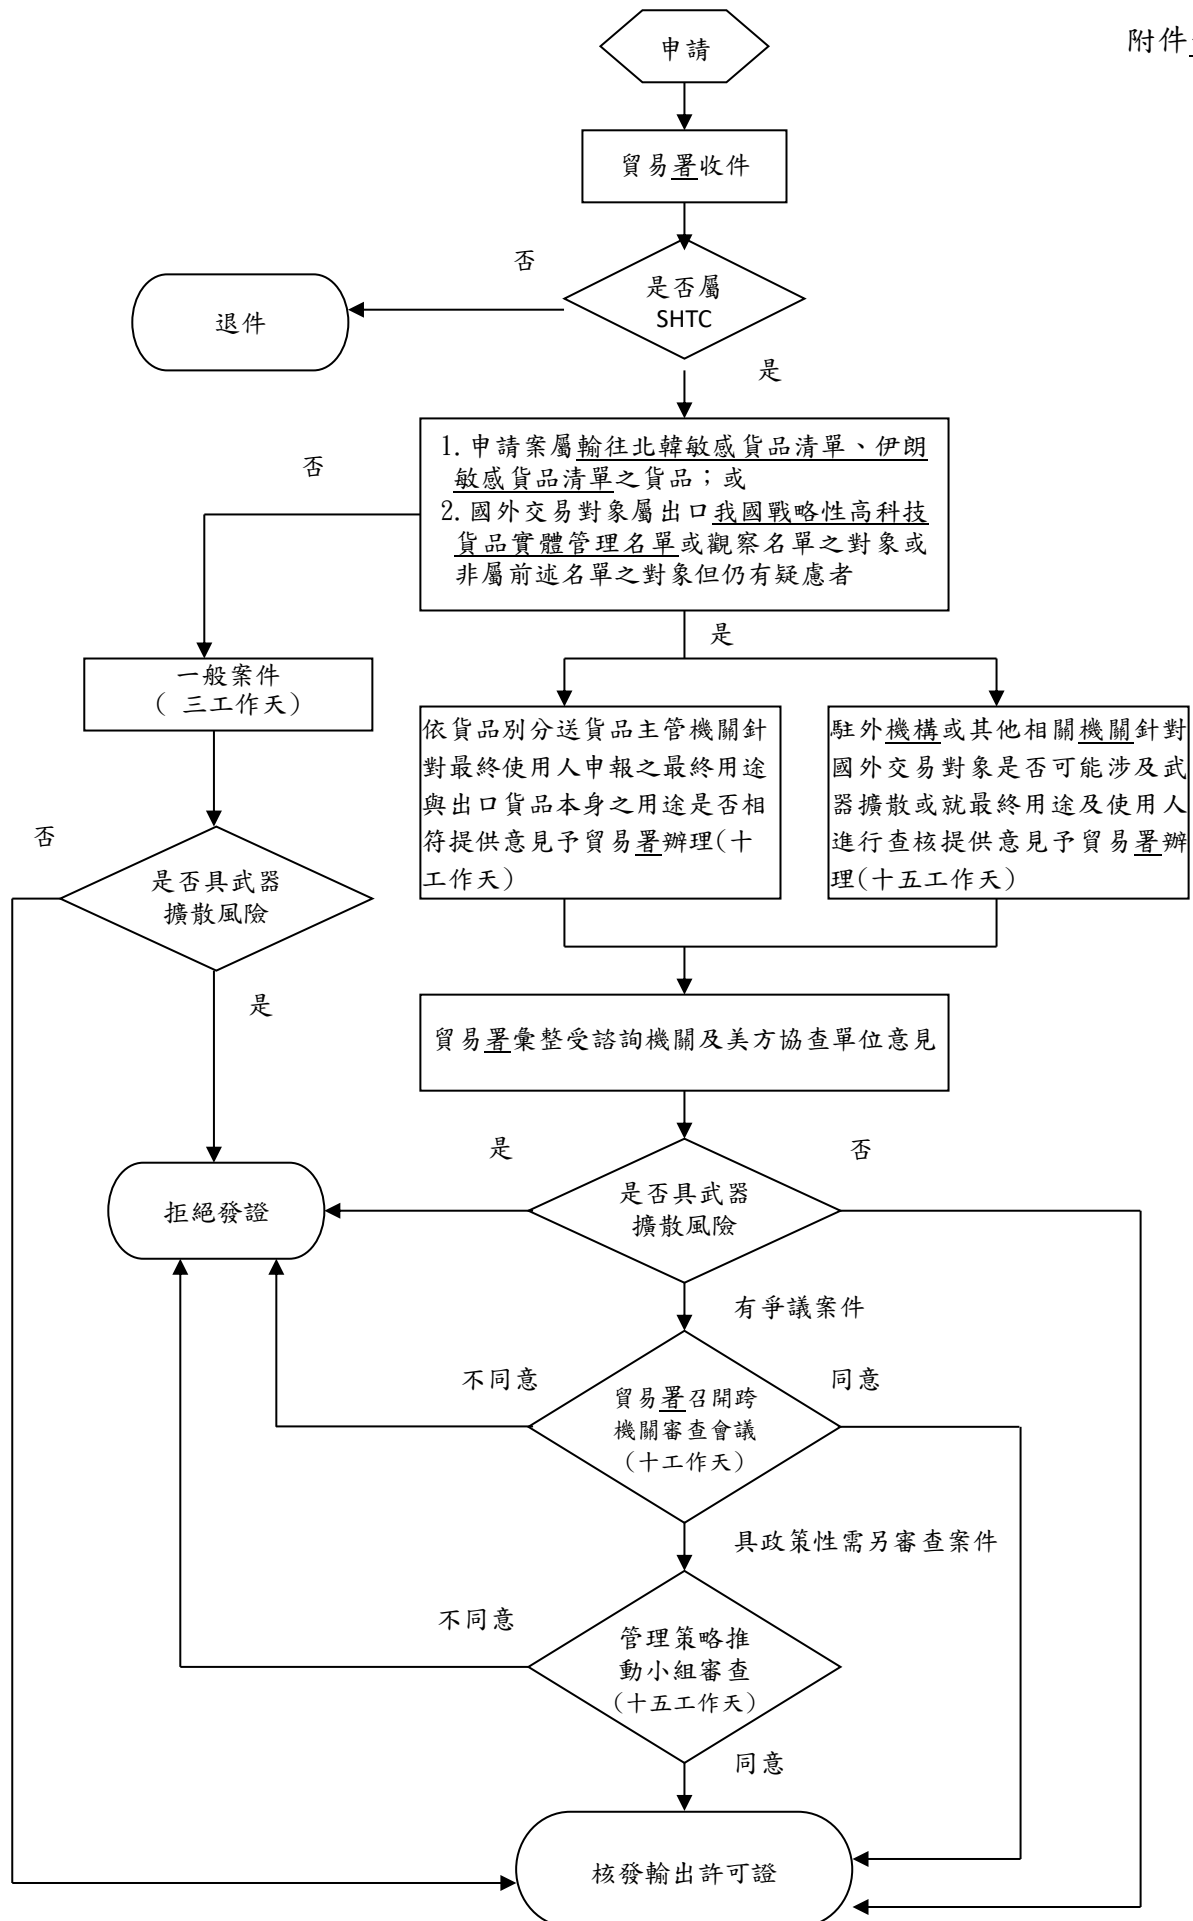 附件
申請
貿易署收件
否
是否屬
SHTC
退件
是
1. 申請案屬輸往北韓敏感貨品清單、伊朗
敏感貨品清單之貨品；或
2. 國外交易對象屬出口我國戰略性高科技
貨品實體管理名單或觀察名單之對象或
非屬前述名單之對象但仍有疑慮者
否
是
一般案件
( 三工作天)
依貨品別分送貨品主管機關針
對最終使用人申報之最終用途
與出口貨品本身之用途是否相
符提供意見予貿易署辦理(十
工作天)
駐外機構或其他相關機關針對
國外交易對象是否可能涉及武
器擴散或就最終用途及使用人
進行查核提供意見予貿易署辦
理(十五工作天)
否
是否具武器
擴散風險
是
貿易署彙整受諮詢機關及美方協查單位意見
是
否
拒絕發證
是否具武器
擴散風險
有爭議案件
不同意
同意
貿易署召開跨
機關審查會議
(十工作天)
具政策性需另審查案件
不同意
管理策略推
動小組審查
(十五工作天)
同意
核發輸出許可證